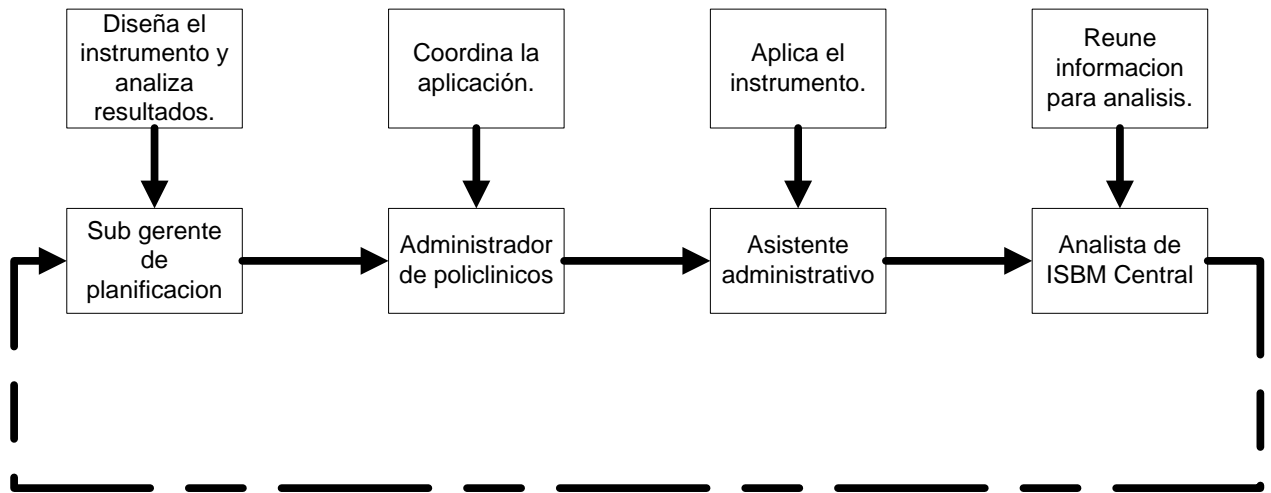 Diseña el
instrumento y
analiza
resultados.
Coordina la
aplicación.
Aplica el
instrumento.
Reune
informacion
para analisis.
Sub gerente
de
planificacion
Administrador
de policlinicos
Asistente
administrativo
Analista de
ISBM Central